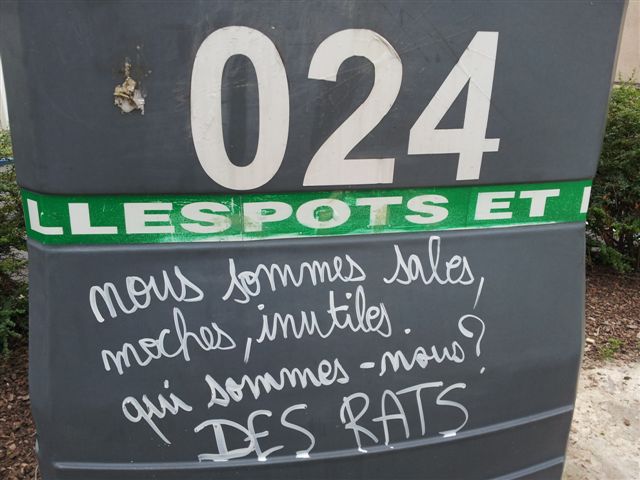 024
LLESPOTS ET
nous sommes sales,
moches, inutiles.
qui sommes-nous?
DES RATS